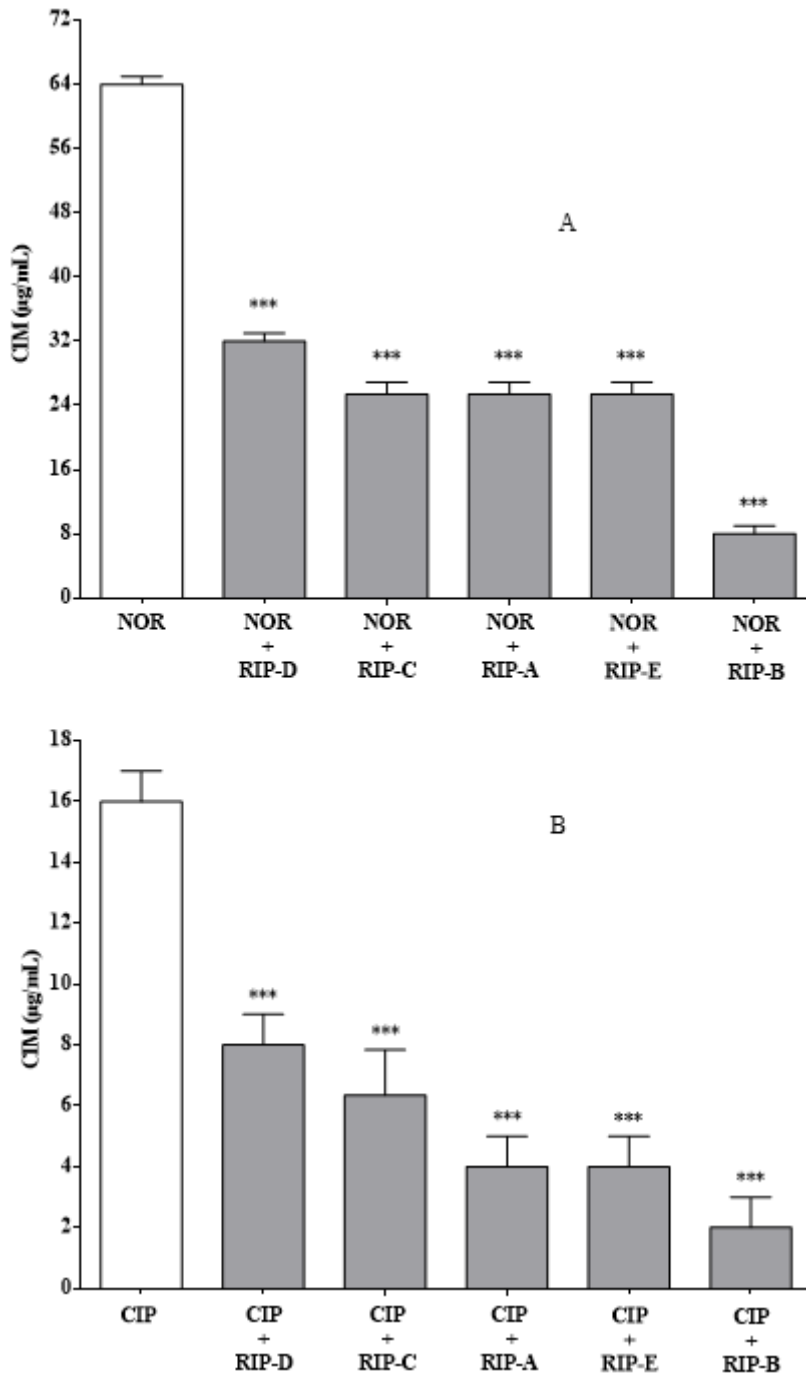 72
64
56
48
40
32
24
16
8
0
CIM (µg/mL)
A
***
***
***
***
***
NOR
NOR
+
RIP-D
NOR
+
RIP-C
NOR
+
RIP-A
NOR
+
RIP-E
NOR
+
RIP-B
18
16
14
12
10
8
6
4
2
0
CIM (µg/mL)
B
***
***
***
***
***
CIP
CIP
+
RIP-D
CIP
+
RIP-C
CIP
+
RIP-A
CIP
+
RIP-E
CIP
+
RIP-B